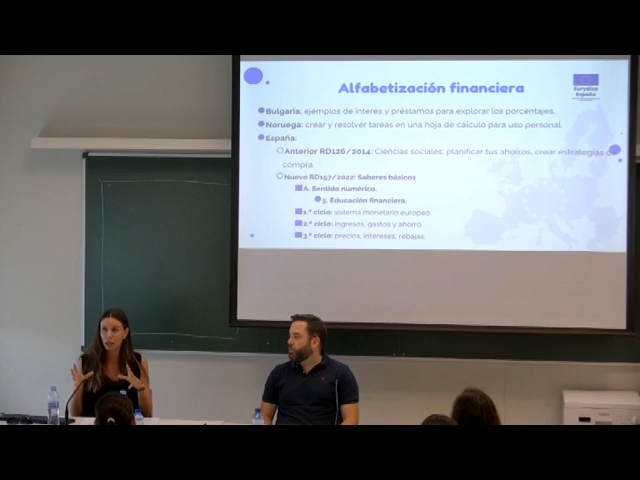 Alfabetización financiera
Eurydice
España
Bulgaria: ejemplos de interés y préstamos para explorar los porcentajes.
Noruega: crear y resolver tareas en una hoja de cálculo para uso personal.
España:
Anterior RD126/2014: Ciencias sociales: planificar tus ahorros, crear estrategias de
compra.
Nuevo RD157/2022: Saberes básicos
A. Sentido numérico.
5. Educación financiera.
1.º ciclo: sistema monetario europeo.
2.º ciclo: ingresos, gastos y ahorro.
3.º ciclo: precios, intereses, rebajas.